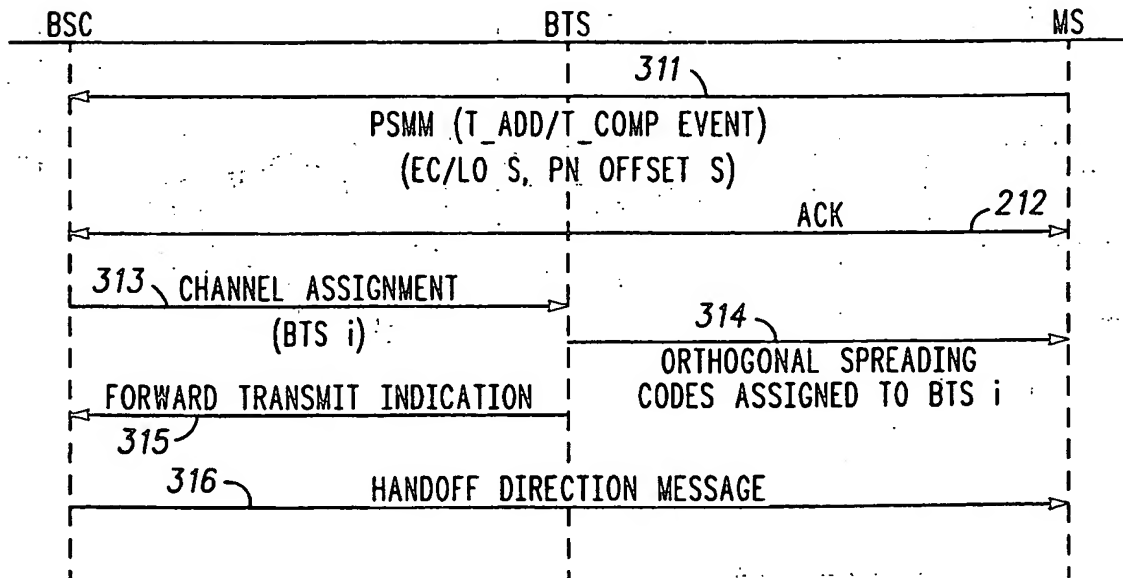 BSC BTS MS
311
PSMM (T_ADD/T_COMP EVENT)
(EC/LO S, PN OFFSET S)
ACK 212
313 CHANNEL ASSIGNMENT
(BTS i)
314
ORTHOGONAL SPREADING
CODES ASSIGNED TO BTS i
FORWARD TRANSMIT INDICATION
315
316 HANDOFF DIRECTION MESSAGE